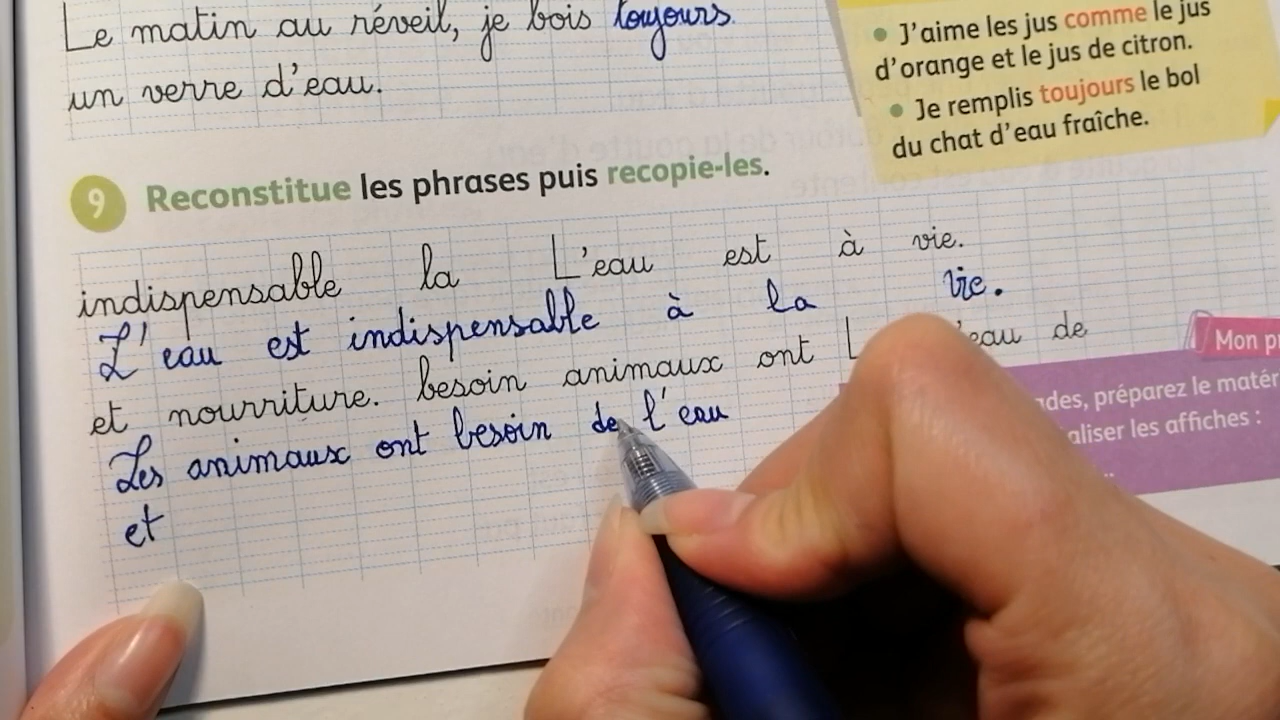 Le matin au réveil, je bois toujours
un verre d'eau.
• J'aime les jus comme le jus
d'orange et le jus de citron.
• Je remplis toujours le bol
du chat d'eau fraîche.
9 Reconstitue les phrases puis recopie-les.
indispensable la L'eau est à vie.
L'eau est indispensable à la vie.
et nourriture. besoin animaux ont eau de
Les animaux ont besoin de l'eau
et
Mon
préparez le matér
aliser les affiches :